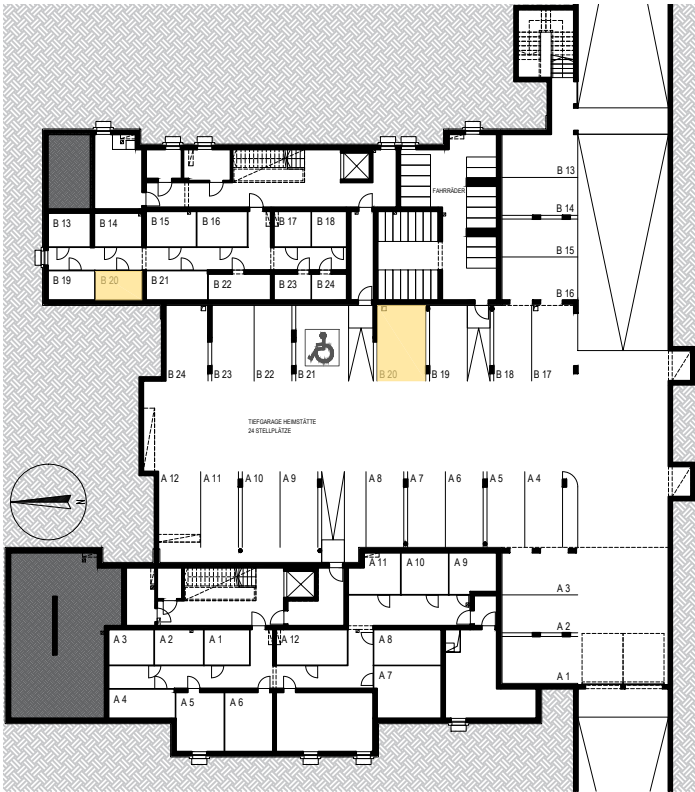 B 13
FAHRRÄDER
B 14
B 13 B 14 B 15 B 16 B 17 B 18
B 15
B 19 B 20 B 21 B 22 B 23 B 24
B 16
B 24 B 23 B 22 B 21 B 20 B 19 B 18 B 17
TIEFGARAGE HEIMSTÄTTE
24 STELLPLÄTZE
A 12 A 11 A 10 A 9 A 8 A 7 A 6 A 5 A 4
N
A 11 A 10 A 9
A 3
A 2
A 3 A 2 A 1 A 12 A 8
A 7
A 1
A 4 A 5 A 6